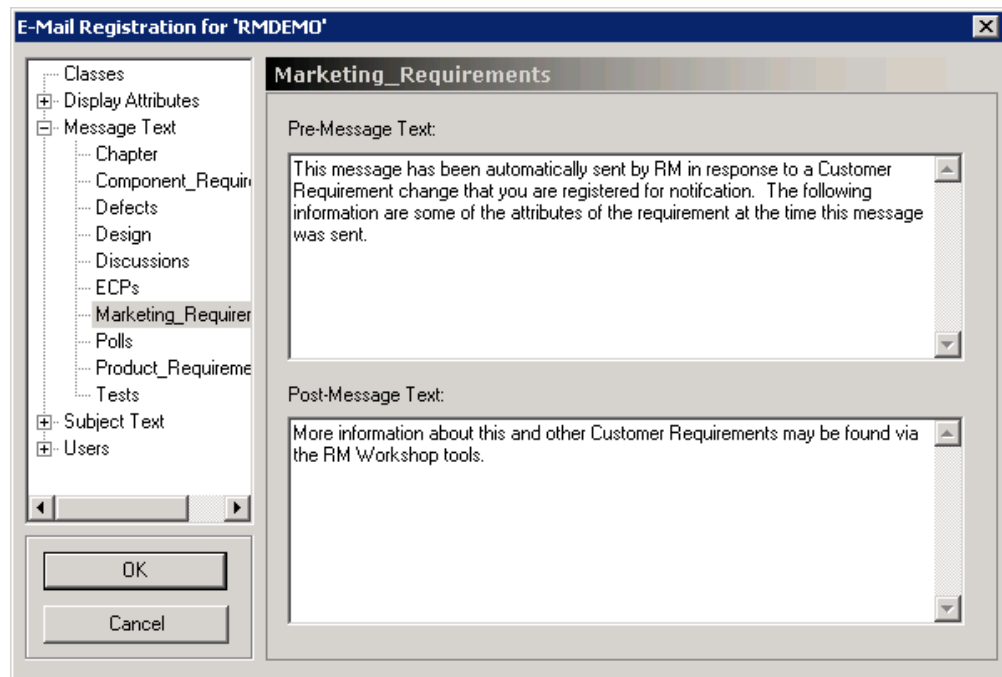 E-Mail Registration for 'RMDEMO'
Classes
Display Attributes
Message Text
Chapter
Component_Requir
Defects
Design
Discussions
ECPs
Marketing_Requirer
Polls
Product_Requireme
Tests
Subject Text
Users
OK
Cancel
Marketing_Requirements
Pre-Message Text:
This message has been automatically sent by RM in response to a Customer
Requirement change that you are registered for notifcation.  The following
information are some of the attributes of the requirement at the time this message
was sent.
Post-Message Text:
More information about this and other Customer Requirements may be found via
the RM Workshop tools.